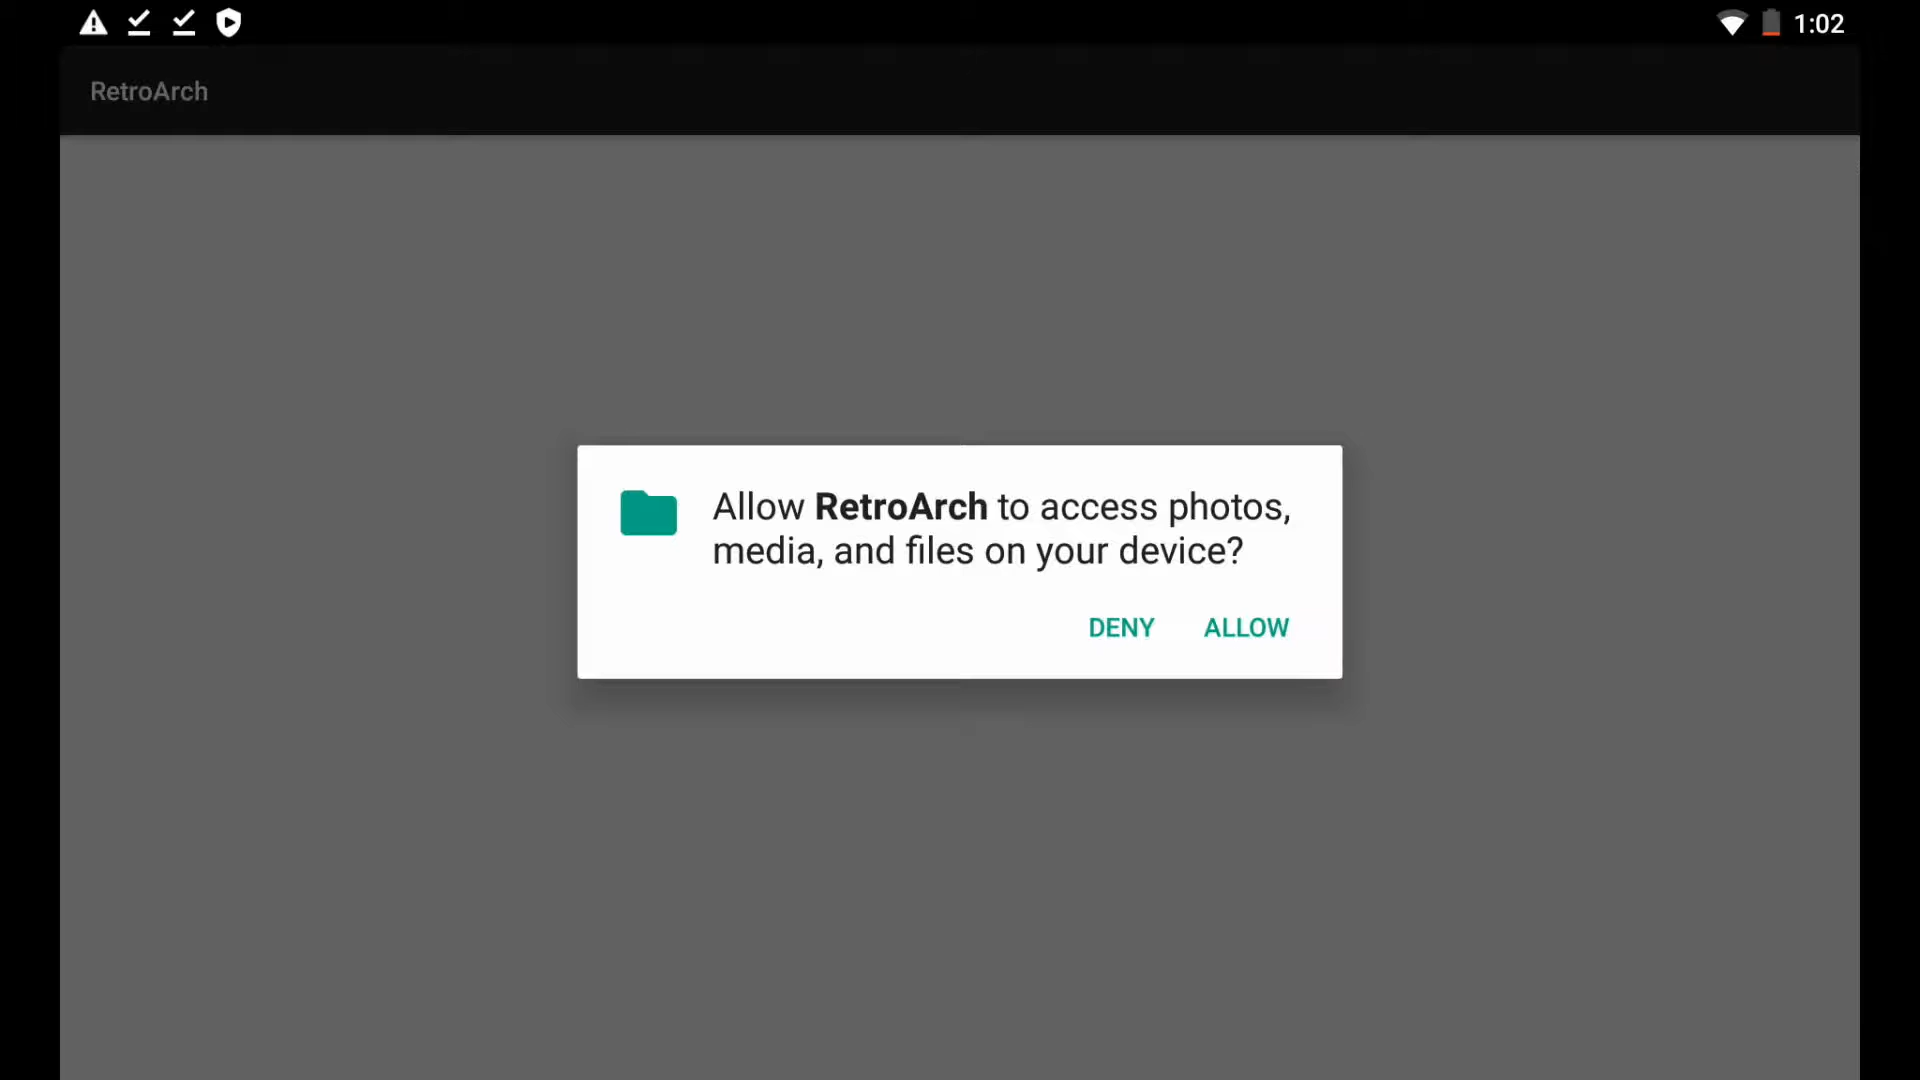 1:02
RetroArch
Allow RetroArch to access photos,
media, and files on your device?
DENY ALLOW